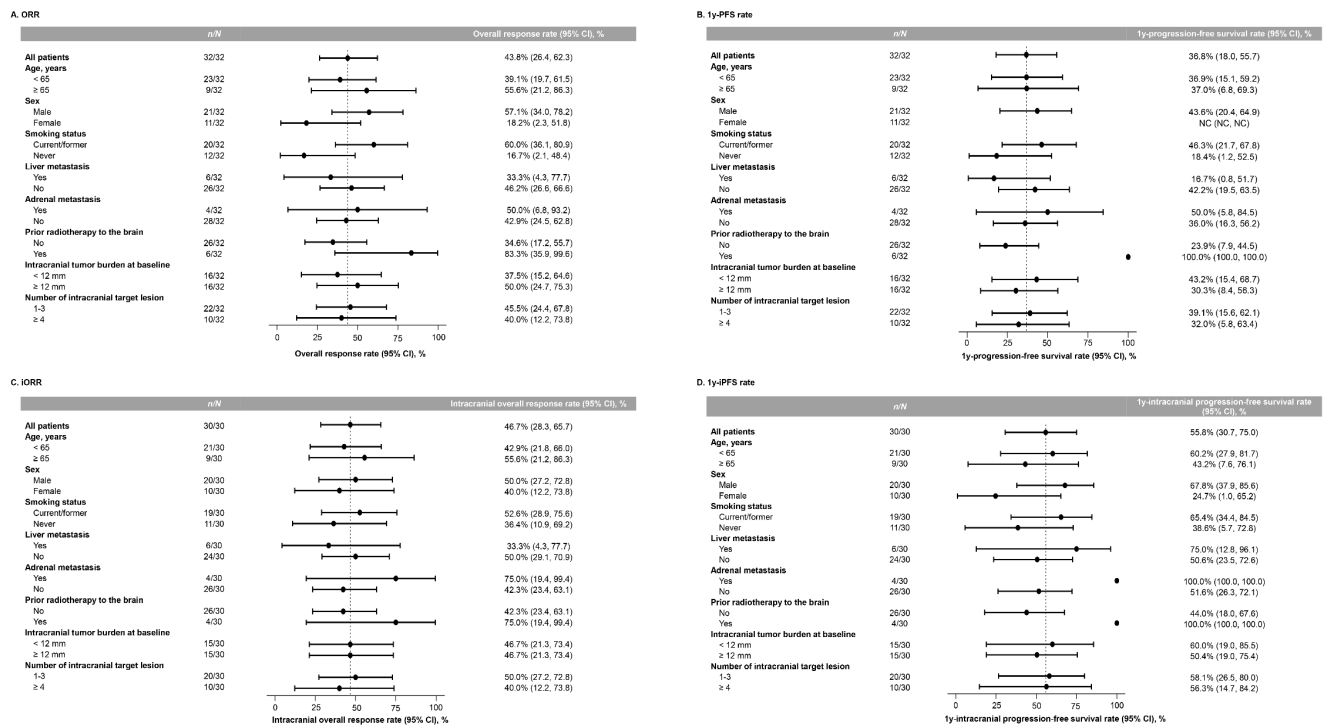 A. ORR
n/N Overall response rate (95% CI), %
All patients 32/32 43.8% (26.4, 62.3)
Age, years
< 65 23/32 39.1% (19.7, 61.5)
≥ 65 9/32 55.6% (21.2, 86.3)
Sex
Male 21/32 57.1% (34.0, 78.2)
Female 11/32 18.2% (2.3, 51.8)
Smoking status
Current/former 20/32 60.0% (36.1, 80.9)
Never 12/32 16.7% (2.1, 48.4)
Liver metastasis
Yes 6/32 33.3% (4.3, 77.7)
No 26/32 46.2% (26.6, 66.6)
Adrenal metastasis
Yes 4/32 50.0% (6.8, 93.2)
No 28/32 42.9% (24.5, 62.8)
Prior radiotherapy to the brain
No 26/32 34.6% (17.2, 55.7)
Yes 6/32 83.3% (35.9, 99.6)
Intracranial tumor burden at baseline
< 12 mm 16/32 37.5% (15.2, 64.6)
≥ 12 mm 16/32 50.0% (24.7, 75.3)
Number of intracranial target lesion
1-3 22/32 45.5% (24.4, 67.8)
≥ 4 10/32 40.0% (12.2, 73.8)
0 25 50 75 100
Overall response rate (95% CI), %
B. 1y-PFS rate
n/N 1y-progression-free survival rate (95% CI), %
All patients 32/32 36.8% (18.0, 55.7)
Age, years
< 65 23/32 36.9% (15.1, 59.2)
≥ 65 9/32 37.0% (6.8, 69.3)
Sex
Male 21/32 43.6% (20.4, 64.9)
Female 11/32 NC (NC, NC)
Smoking status
Current/former 20/32 46.3% (21.7, 67.8)
Never 12/32 18.4% (1.2, 52.5)
Liver metastasis
Yes 6/32 16.7% (0.8, 51.7)
No 26/32 42.2% (19.5, 63.5)
Adrenal metastasis
Yes 4/32 50.0% (5.8, 84.5)
No 28/32 36.0% (16.3, 56.2)
Prior radiotherapy to the brain
No 26/32 23.9% (7.9, 44.5)
Yes 6/32 100.0% (100.0, 100.0)
Intracranial tumor burden at baseline
< 12 mm 16/32 43.2% (15.4, 68.7)
≥ 12 mm 16/32 30.3% (8.4, 56.3)
Number of intracranial target lesion
1-3 22/32 39.1% (15.6, 62.1)
≥ 4 10/32 32.0% (5.8, 63.4)
0 25 50 75 100
1y-progression-free survival rate (95% CI), %
C. iORR
n/N Intracranial overall response rate (95% CI), %
All patients 30/30 46.7% (28.3, 65.7)
Age, years
< 65 21/30 42.9% (21.8, 66.0)
≥ 65 9/30 55.6% (21.2, 86.3)
Sex
Male 20/30 50.0% (27.2, 72.8)
Female 10/30 40.0% (12.2, 73.8)
Smoking status
Current/former 19/30 52.6% (28.9, 75.6)
Never 11/30 36.4% (10.9, 69.2)
Liver metastasis
Yes 6/30 33.3% (4.3, 77.7)
No 24/30 50.0% (29.1, 70.9)
Adrenal metastasis
Yes 4/30 75.0% (19.4, 99.4)
No 26/30 42.3% (23.4, 63.1)
Prior radiotherapy to the brain
No 26/30 42.3% (23.4, 63.1)
Yes 4/30 75.0% (19.4, 99.4)
Intracranial tumor burden at baseline
< 12 mm 15/30 46.7% (21.3, 73.4)
≥ 12 mm 15/30 46.7% (21.3, 73.4)
Number of intracranial target lesion
1-3 20/30 50.0% (27.2, 72.8)
≥ 4 10/30 40.0% (12.2, 73.8)
0 25 50 75 100
Intracranial overall response rate (95% CI), %
D. 1y-iPFS rate
n/N 1y-intracranial progression-free survival rate
(95% CI), %
All patients 30/30 55.8% (30.7, 75.0)
Age, years
< 65 21/30 60.2% (27.9, 81.7)
≥ 65 9/30 43.2% (7.6, 76.1)
Sex
Male 20/30 67.8% (37.9, 85.6)
Female 10/30 24.7% (1.0, 65.2)
Smoking status
Current/former 19/30 65.4% (34.4, 84.5)
Never 11/30 38.6% (5.7, 72.8)
Liver metastasis
Yes 6/30 75.0% (12.8, 96.1)
No 24/30 50.6% (23.5, 72.6)
Adrenal metastasis
Yes 4/30 100.0% (100.0, 100.0)
No 26/30 51.6% (26.3, 72.1)
Prior radiotherapy to the brain
No 26/30 44.0% (18.0, 67.6)
Yes 4/30 100.0% (100.0, 100.0)
Intracranial tumor burden at baseline
< 12 mm 15/30 60.0% (19.0, 85.5)
≥ 12 mm 15/30 50.4% (19.0, 75.4)
Number of intracranial target lesion
1-3 20/30 58.1% (26.5, 80.0)
≥ 4 10/30 56.3% (14.7, 84.2)
0 25 50 75 100
1y-intracranial progression-free survival rate (95% CI), %